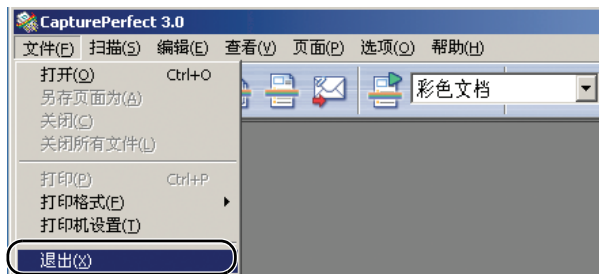 CapturePerfect 3.0
文件(F) 扫描(S) 编辑(E) 查看(V) 页面(P) 选项(O) 帮助(H)
打开(O) Ctrl+O
彩色文档
另存页面为(A)
关闭(C)
关闭所有文件(L)
打印(P) Ctrl+P
打印格式(F)
打印机设置(T)
退出(X)